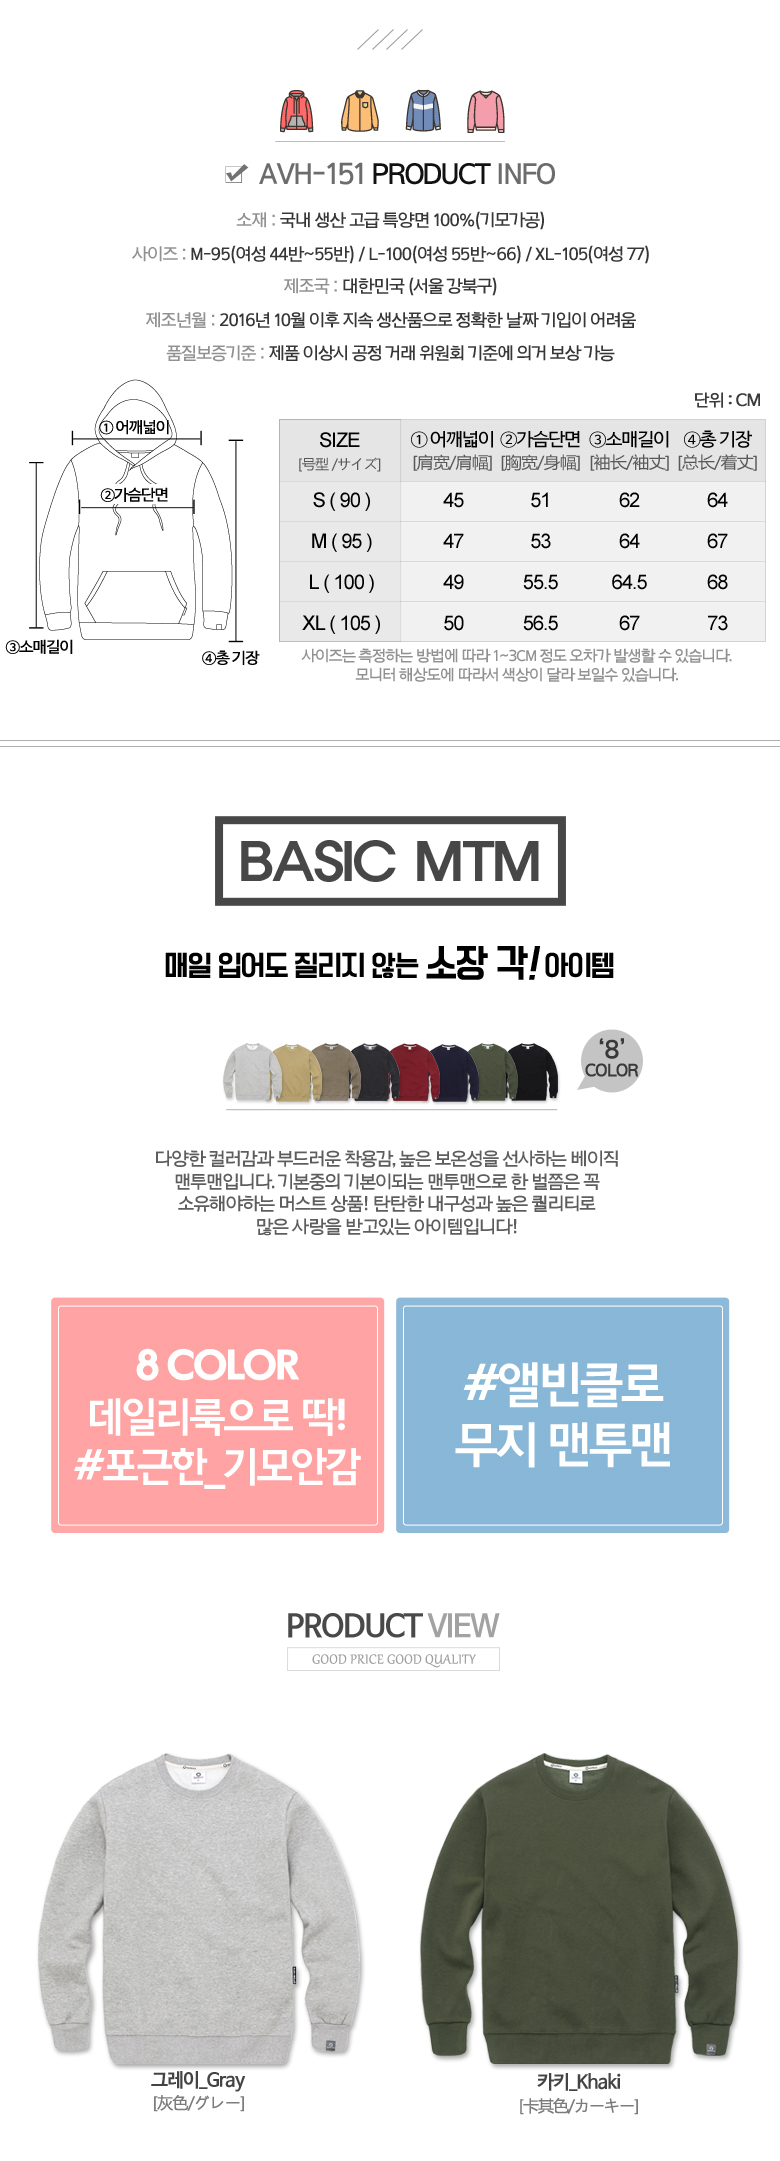 AVH-151 PRODUCT INFO
소재 : 국내 생산 고급 특양면 100%(기모가공)
사이즈 : M-95(여성 44반~55반) / L-100(여성 55반~66) / XL-105(여성 77)
제조국 : 대한민국 (서울 강북구)
제조년월 : 2016년 10월 이후 지속 생산품으로 정확한 날짜 기입이 어려움
품질보증기준 : 제품 이상시 공정 거래 위원회 기준에 의거 보상 가능
① 어깨넓이
②가슴단면
③소매길이
④총 기장
단위 : CM
SIZE ① 어깨넓이 ②가슴단면 ③소매길이 ④총 기장
[号型 /サイズ] [肩宽/肩幅] [胸宽/身幅] [袖长/袖丈] [总长/着丈]
S ( 90 ) 45 51 62 64
M ( 95 ) 47 53 64 67
L ( 100 ) 49 55.5 64.5 68
XL ( 105 ) 50 56.5 67 73
사이즈는 측정하는 방법에 따라 1~3CM 정도 오차가 발생할 수 있습니다.
모니터 해상도에 따라서 색상이 달라 보일수 있습니다.
BASIC MTM
매일 입어도 질리지 않는 소장 각! 아이템
‘8’
COLOR
다양한 컬러감과 부드러운 착용감, 높은 보온성을 선사하는 베이직
맨투맨입니다. 기본중의 기본이되는 맨투맨으로 한 벌쯤은 꼭
소유해야하는 머스트 상품! 탄탄한 내구성과 높은 퀄리티로
많은 사랑을 받고있는 아이템입니다!
8 COLOR
데일리룩으로 딱!
#포근한_기모안감
#앨빈클로
무지 맨투맨
PRODUCT VIEW
GOOD PRICE GOOD QUALITY
그레이_Gray
[灰色/グレー]
카키_Khaki
[卡其色/カーキー]